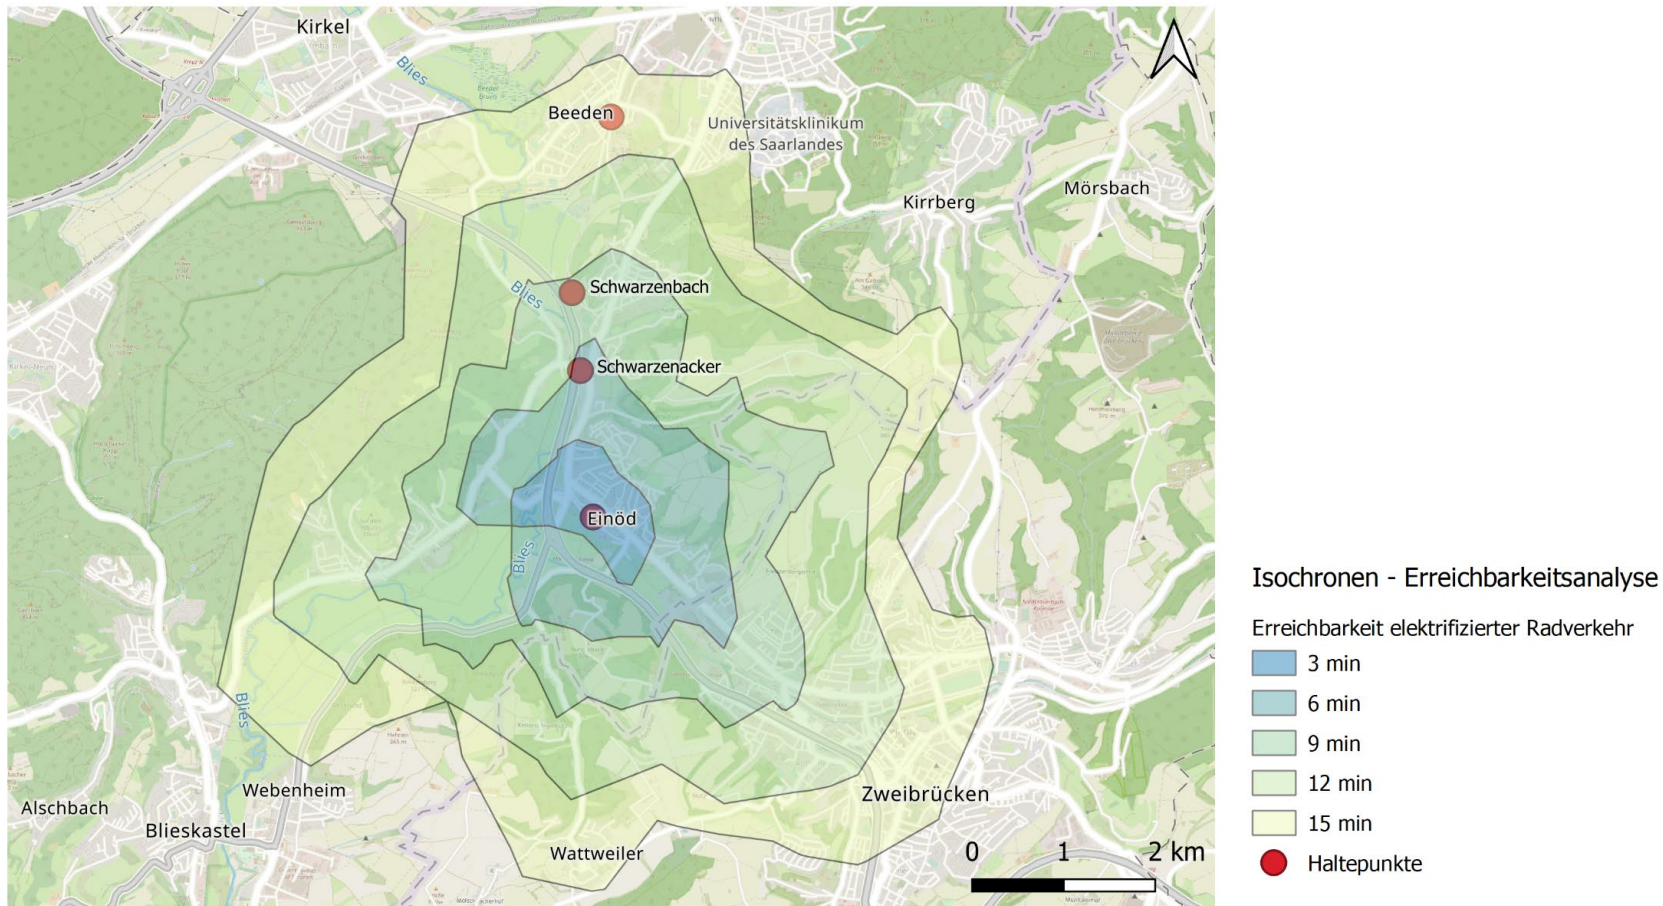 Kirkel
Blies
Beeden
Universitätsklinikum
des Saarlandes
Mörsbach
Kirrberg
Blies
Schwarzenbach
Schwarzenacker
Einöd
Blies
Blies
Webenheim
Alschbach
Blieskastel
Zweibrücken
Wattweiler
0 1 2 km
Isochronen - Erreichbarkeitsanalyse
Erreichbarkeit elektrifizierter Radverkehr
3 min
6 min
9 min
12 min
15 min
Haltepunkte